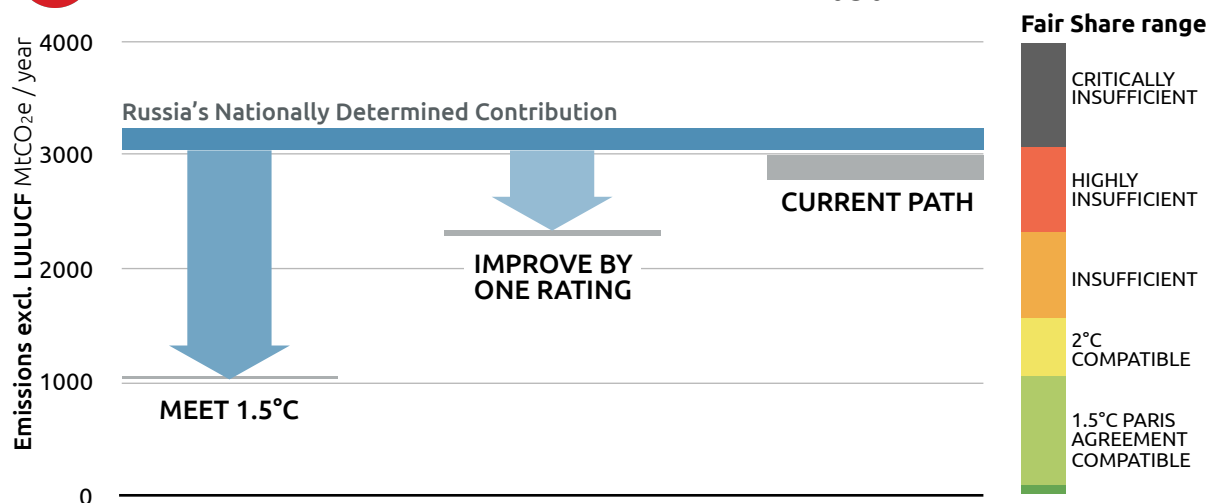 Fair Share range
4000
Emissions excl. LULUCF MtCO₂e / year
CRITICALLY
INSUFFICIENT
Russia’s Nationally Determined Contribution
3000
HIGHLY
INSUFFICIENT
CURRENT PATH
IMPROVE BY
ONE RATING
2000
INSUFFICIENT
2°C
COMPATIBLE
1000
MEET 1.5°C
1.5°C PARIS
AGREEMENT
COMPATIBLE
0